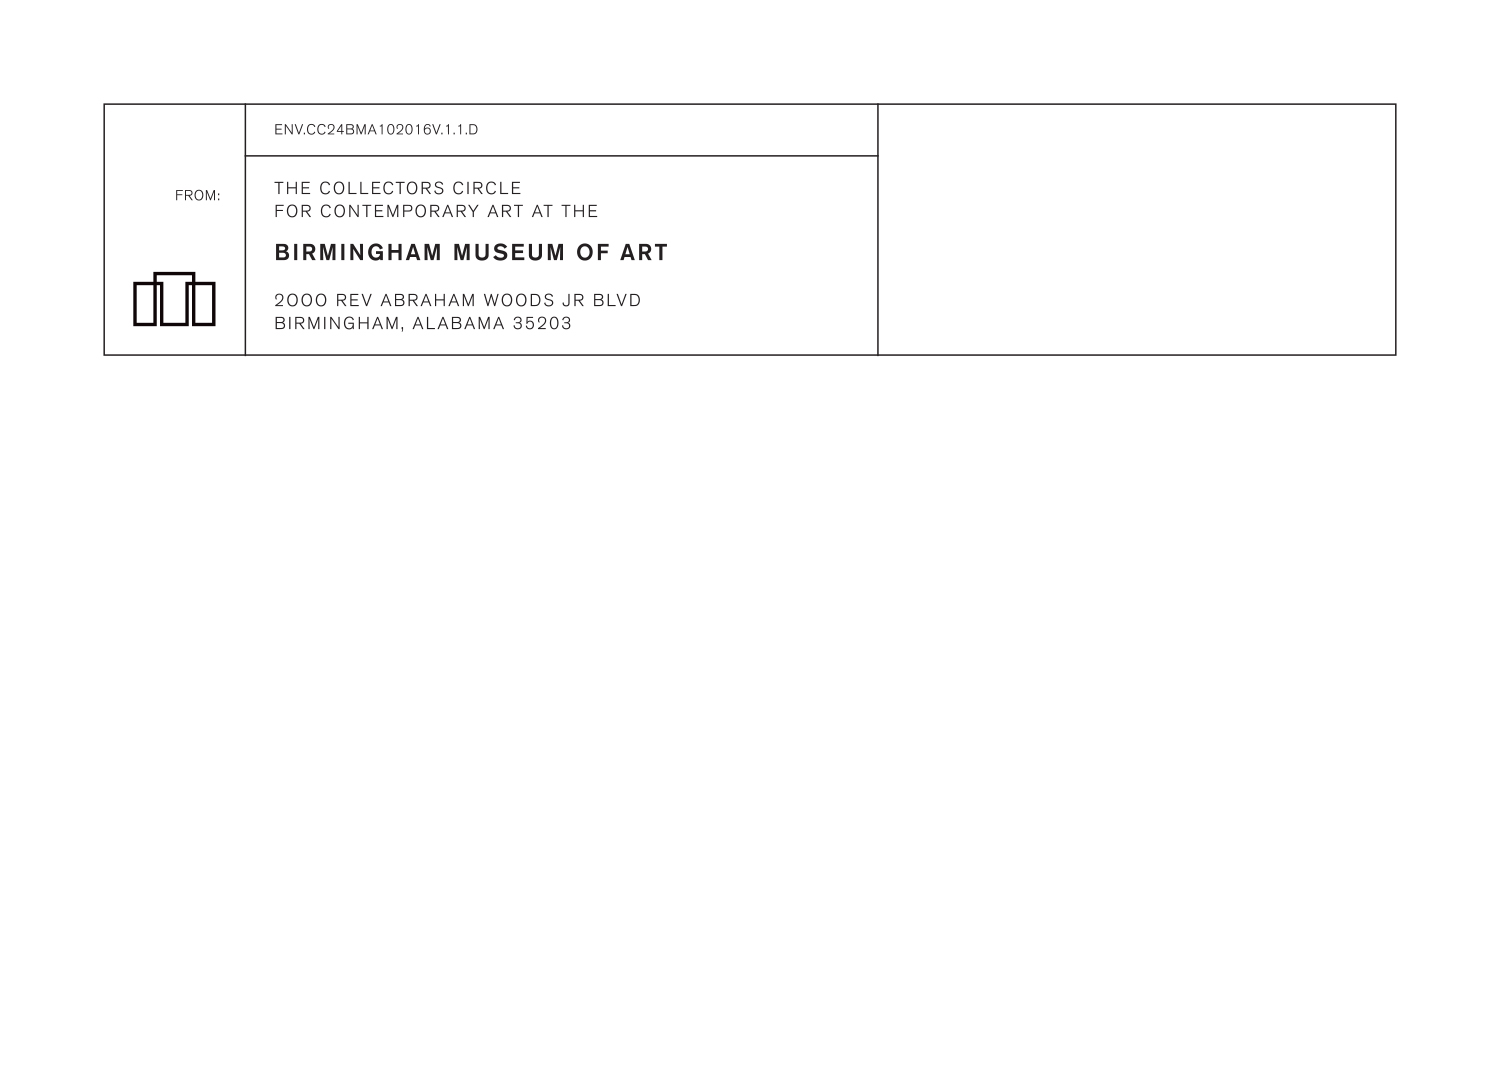 ENV.CC24BMA102016V.1.1.D
FROM:
THE COLLECTORS CIRCLE
FOR CONTEMPORARY ART AT THE
BIRMINGHAM MUSEUM OF ART
2000 REV ABRAHAM WOODS JR BLVD
BIRMINGHAM, ALABAMA 35203